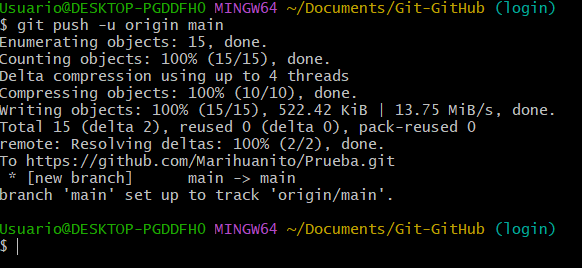 Usuario@DESKTOP-PGDDFH0 MINGW64 ~/Documents/Git-GitHub (login)
$ git push -u origin main
Enumerating objects: 15, done.
Counting objects: 100% (15/15), done.
Delta compression using up to 4 threads
Compressing objects: 100% (10/10), done.
Writing objects: 100% (15/15), 522.42 KiB | 13.75 MiB/s, done.
Total 15 (delta 2), reused 0 (delta 0), pack-reused 0
remote: Resolving deltas: 100% (2/2), done.
To https://github.com/Marihuanito/Prueba.git
 * [new branch]      main -> main
branch 'main' set up to track 'origin/main'.
Usuario@DESKTOP-PGDDFH0 MINGW64 ~/Documents/Git-GitHub (login)
$